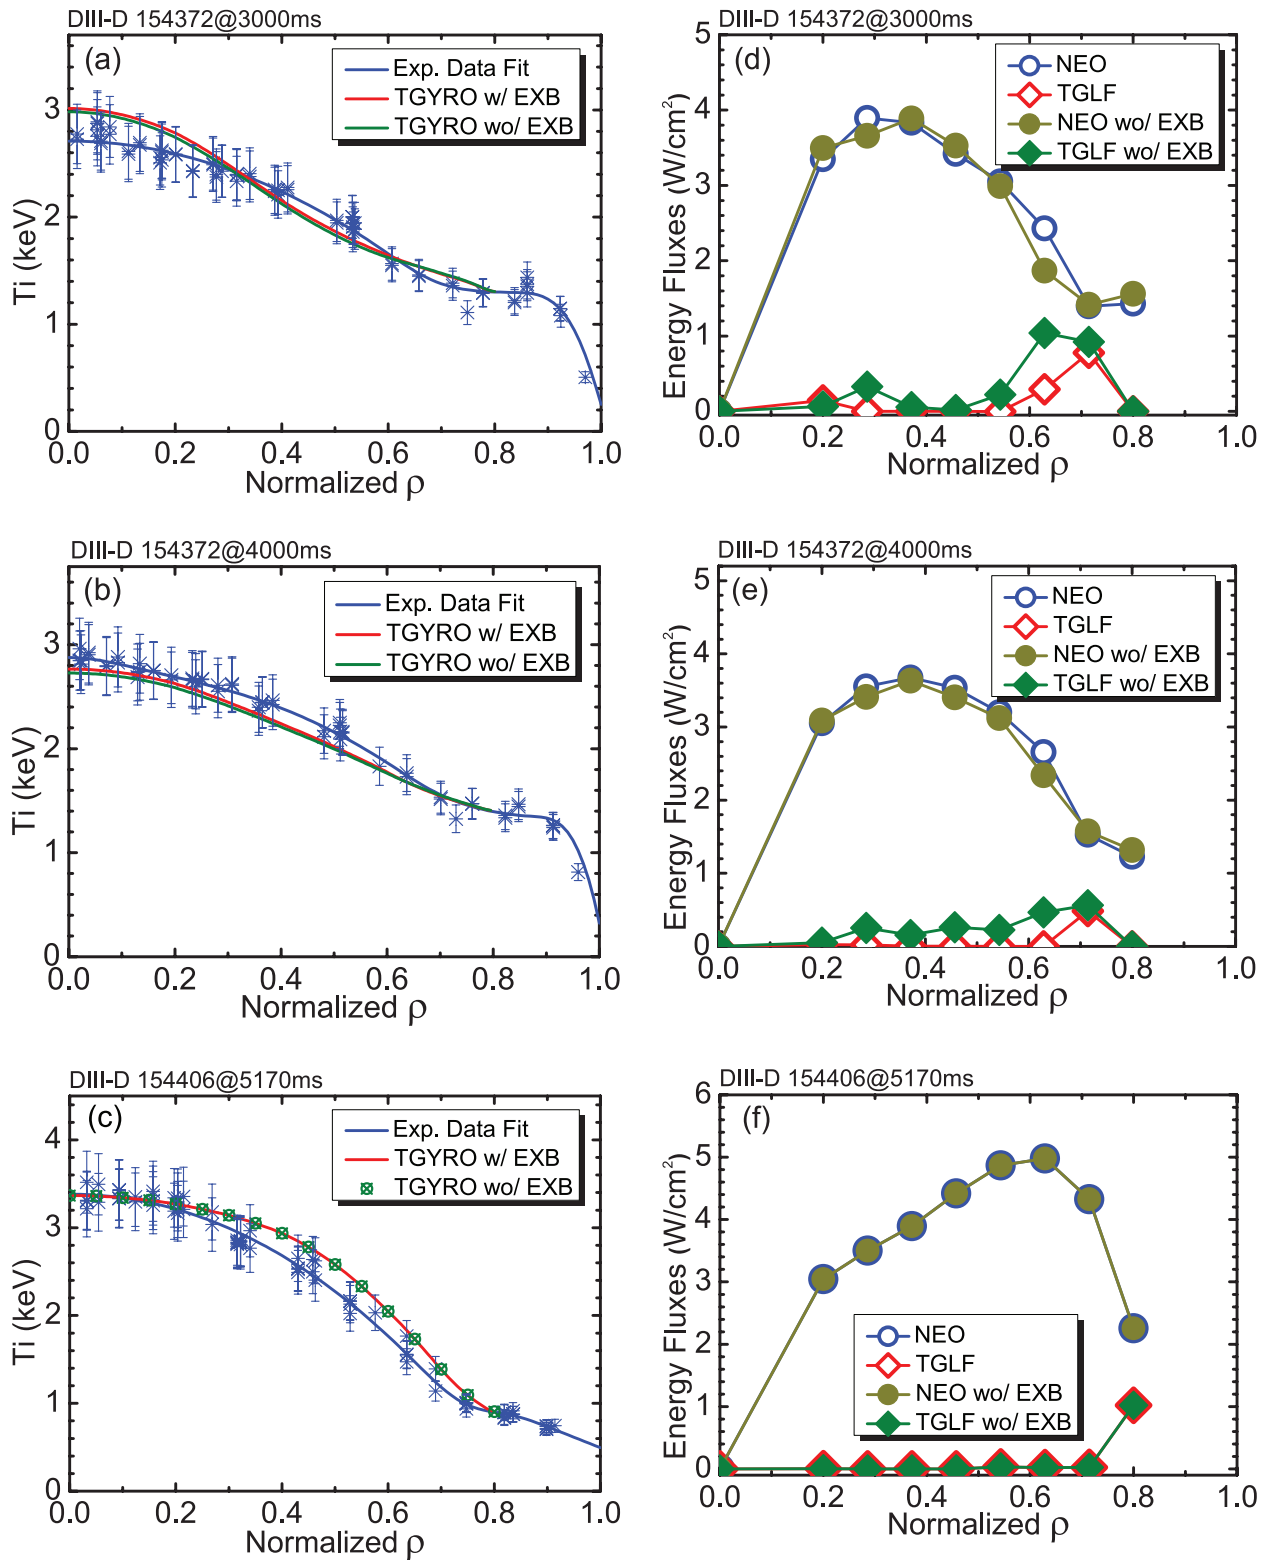 DIII-D 154372@3000ms
(a)
Exp. Data Fit
TGYRO w/ EXB
TGYRO wo/ EXB
Ti (keV)
3
2
1
0
0.0 0.2 0.4 0.6 0.8 1.0
Normalized ρ
DIII-D 154372@3000ms
(d)
NEO
TGLF
NEO wo/ EXB
TGLF wo/ EXB
Energy Fluxes (W/cm²)
5
4
3
2
1
0
0.0 0.2 0.4 0.6 0.8 1.0
Normalized ρ
DIII-D 154372@4000ms
(b)
Exp. Data Fit
TGYRO w/ EXB
TGYRO wo/ EXB
Ti (keV)
3
2
1
0
0.0 0.2 0.4 0.6 0.8 1.0
Normalized ρ
DIII-D 154372@4000ms
(e)
NEO
TGLF
NEO wo/ EXB
TGLF wo/ EXB
Energy Fluxes (W/cm²)
5
4
3
2
1
0
0.0 0.2 0.4 0.6 0.8 1.0
Normalized ρ
DIII-D 154406@5170ms
(c)
Exp. Data Fit
TGYRO w/ EXB
TGYRO wo/ EXB
Ti (keV)
4
3
2
1
0
0.0 0.2 0.4 0.6 0.8 1.0
Normalized ρ
DIII-D 154406@5170ms
(f)
NEO
TGLF
NEO wo/ EXB
TGLF wo/ EXB
Energy Fluxes (W/cm²)
6
5
4
3
2
1
0
0.0 0.2 0.4 0.6 0.8 1.0
Normalized ρ